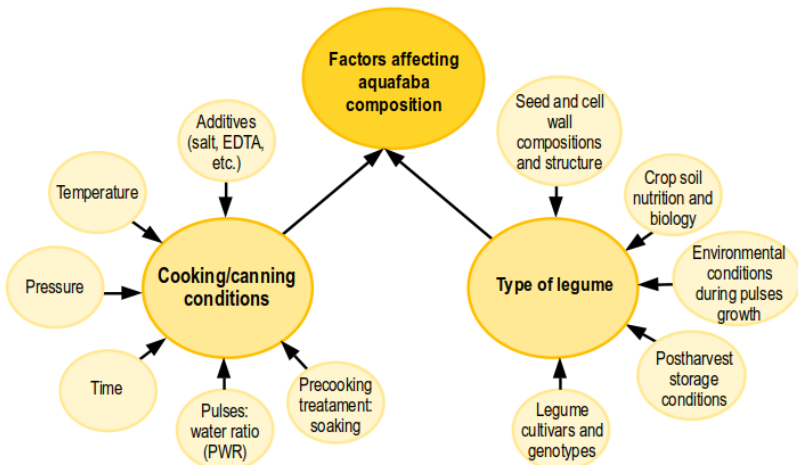 Factors affecting
aquafaba
composition
Additives
(salt, EDTA,
etc.)
Temperature
Pressure
Time
Pulses:
water ratio
(PWR)
Precooking
treatament:
soaking
Cooking/canning
conditions
Seed and cell
wall
compositions
and structure
Crop soil
nutrition and
biology
Environmental
conditions
during pulses
growth
Postharvest
storage
conditions
Legume
cultivars and
genotypes
Type of legume